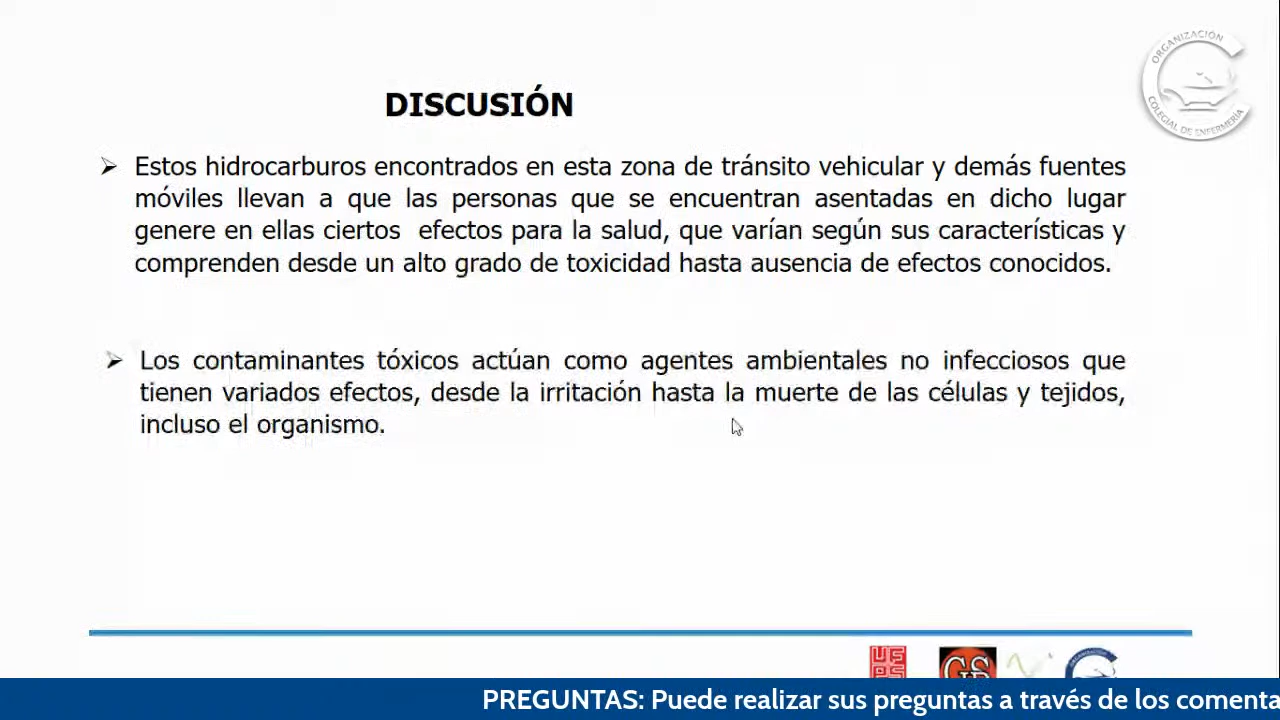 ORGANIZACIÓN
COLEGIAL DE ENFERMERÍA
DISCUSIÓN
Estos hidrocarburos encontrados en esta zona de tránsito vehicular y demás fuentes
móviles llevan a que las personas que se encuentran asentadas en dicho lugar
genere en ellas ciertos efectos para la salud, que varían según sus características y
comprenden desde un alto grado de toxicidad hasta ausencia de efectos conocidos.
Los contaminantes tóxicos actúan como agentes ambientales no infecciosos que
tienen variados efectos, desde la irritación hasta la muerte de las células y tejidos,
incluso el organismo.
PREGUNTAS: Puede realizar sus preguntas a través de los comenta